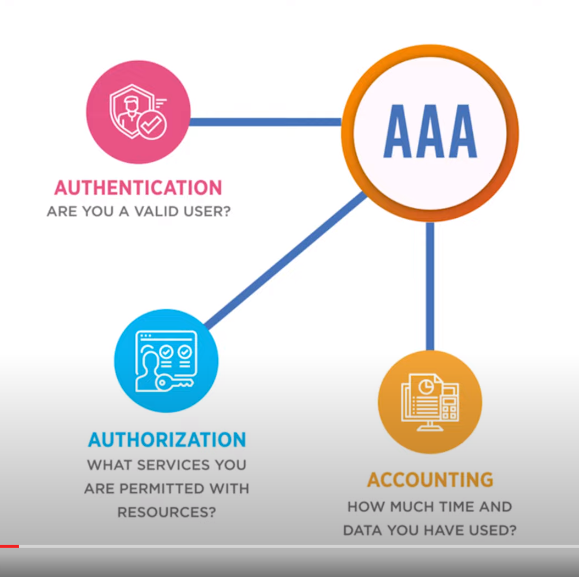 AAA
AUTHENTICATION
ARE YOU A VALID USER?
AUTHORIZATION
WHAT SERVICES YOU
ARE PERMITTED WITH
RESOURCES?
ACCOUNTING
HOW MUCH TIME AND
DATA YOU HAVE USED?